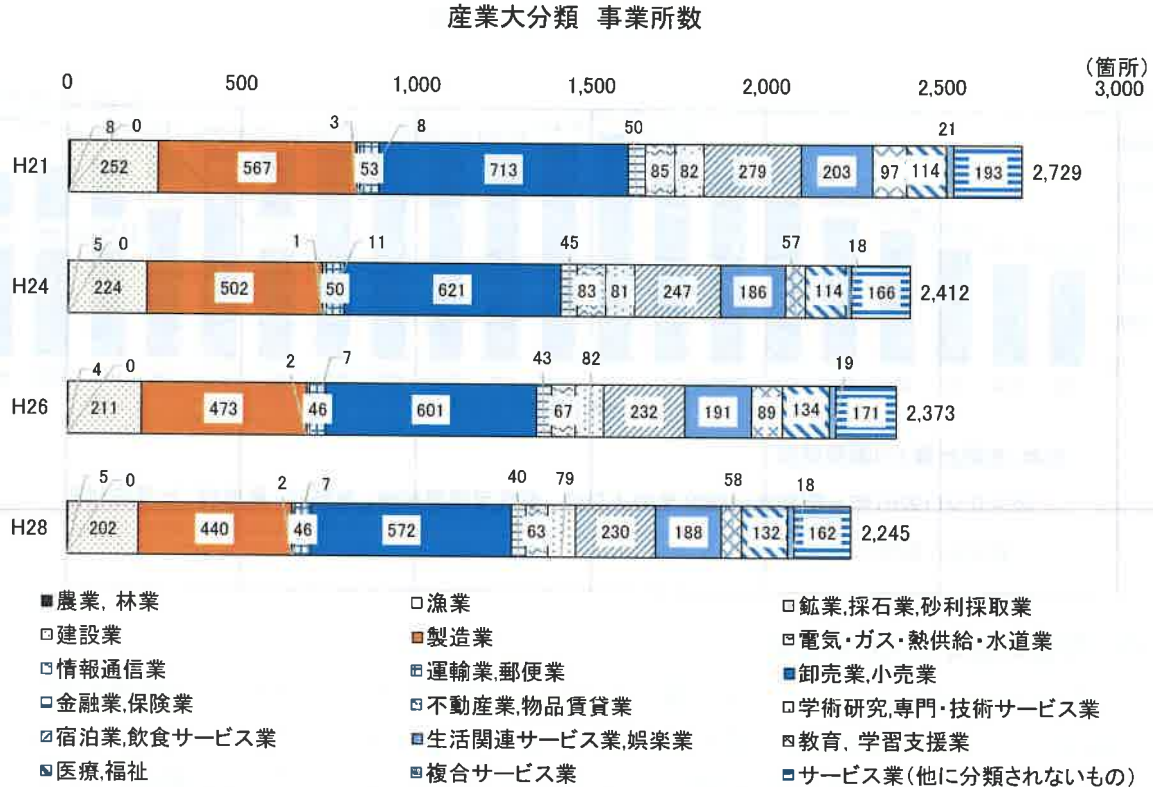 産業大分類 事業所数
(箇所)
0 500 1,000 1,500 2,000 2,500 3,000
8 0 3 8 50 21
H21 252 567 53 713 85 82 279 203 97 114 193 2,729
5 0 1 11 45 57 18
H24 224 502 50 621 83 81 247 186 114 166 2,412
4 0 2 7 43 82 19
H26 211 473 46 601 67 232 191 89 134 171 2,373
5 0 2 7 40 79 58 18
H28 202 440 46 572 63 230 188 132 162 2,245
農業, 林業 漁業 鉱業,採石業,砂利採取業
建設業 製造業 電気・ガス・熱供給・水道業
情報通信業 運輸業,郵便業 卸売業,小売業
金融業,保険業 不動産業,物品賃貸業 学術研究,専門・技術サービス業
宿泊業,飲食サービス業 生活関連サービス業,娯楽業 教育, 学習支援業
医療,福祉 複合サービス業 サービス業(他に分類されないもの)